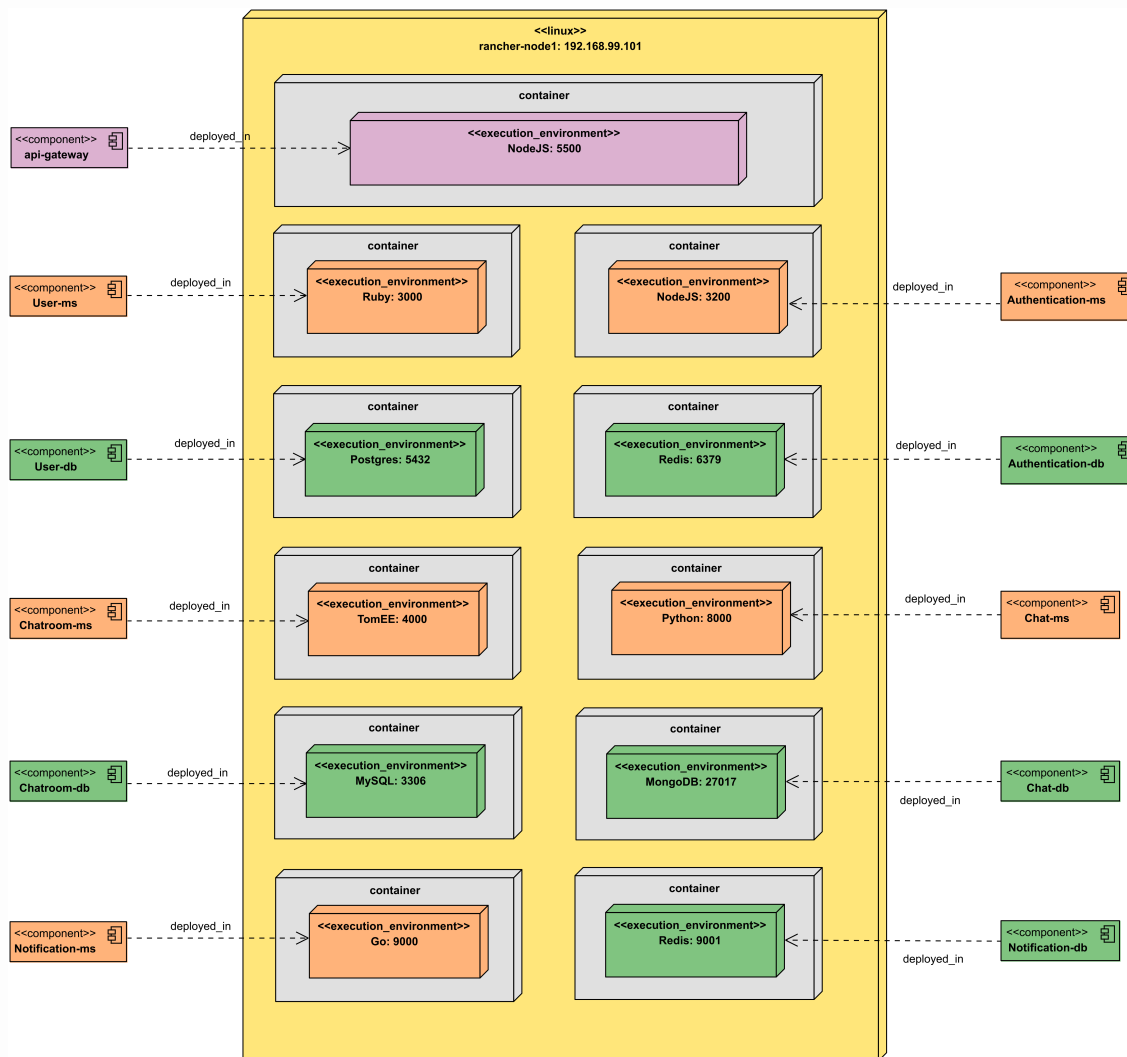 <<linux>>
rancher-node1: 192.168.99.101
container
<<component>>
api-gateway
deployed_in
<<execution_environment>>
NodeJS: 5500
container
container
<<component>>
User-ms
deployed_in
<<execution_environment>>
Ruby: 3000
<<execution_environment>>
NodeJS: 3200
deployed_in
<<component>>
Authentication-ms
container
container
<<component>>
User-db
deployed_in
<<execution_environment>>
Postgres: 5432
<<execution_environment>>
Redis: 6379
deployed_in
<<component>>
Authentication-db
container
container
<<component>>
Chatroom-ms
deployed_in
<<execution_environment>>
TomEE: 4000
<<execution_environment>>
Python: 8000
deployed_in
<<component>>
Chat-ms
container
container
<<component>>
Chatroom-db
deployed_in
<<execution_environment>>
MySQL: 3306
<<execution_environment>>
MongoDB: 27017
deployed_in
<<component>>
Chat-db
container
container
<<component>>
Notification-ms
deployed_in
<<execution_environment>>
Go: 9000
<<execution_environment>>
Redis: 9001
deployed_in
<<component>>
Notification-db